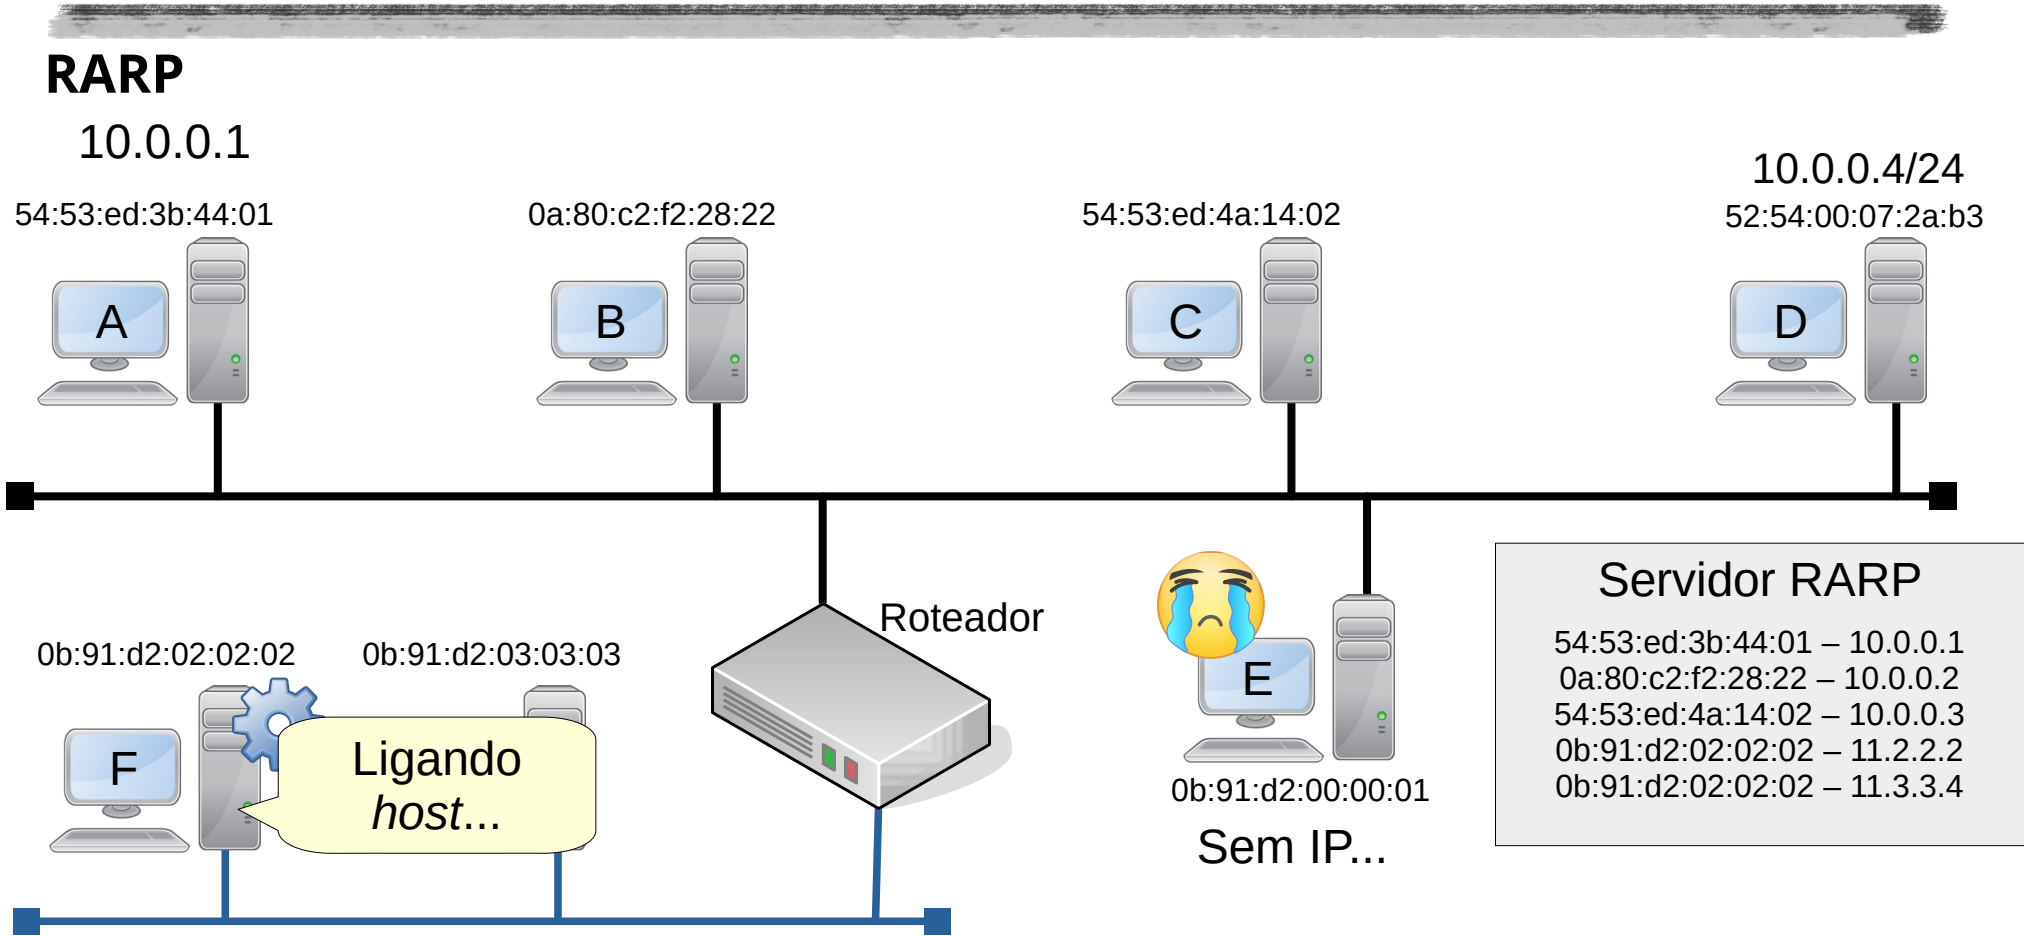 RARP
10.0.0.1
10.0.0.4/24
54:53:ed:3b:44:01
0a:80:c2:f2:28:22
54:53:ed:4a:14:02
52:54:00:07:2a:b3
A
B
C
D
Roteador
0b:91:d2:02:02:02
0b:91:d2:03:03:03
F
Ligando
host...
E
0b:91:d2:00:00:01
Sem IP...
Servidor RARP
54:53:ed:3b:44:01 – 10.0.0.1
0a:80:c2:f2:28:22 – 10.0.0.2
54:53:ed:4a:14:02 – 10.0.0.3
0b:91:d2:02:02:02 – 11.2.2.2
0b:91:d2:02:02:02 – 11.3.3.4